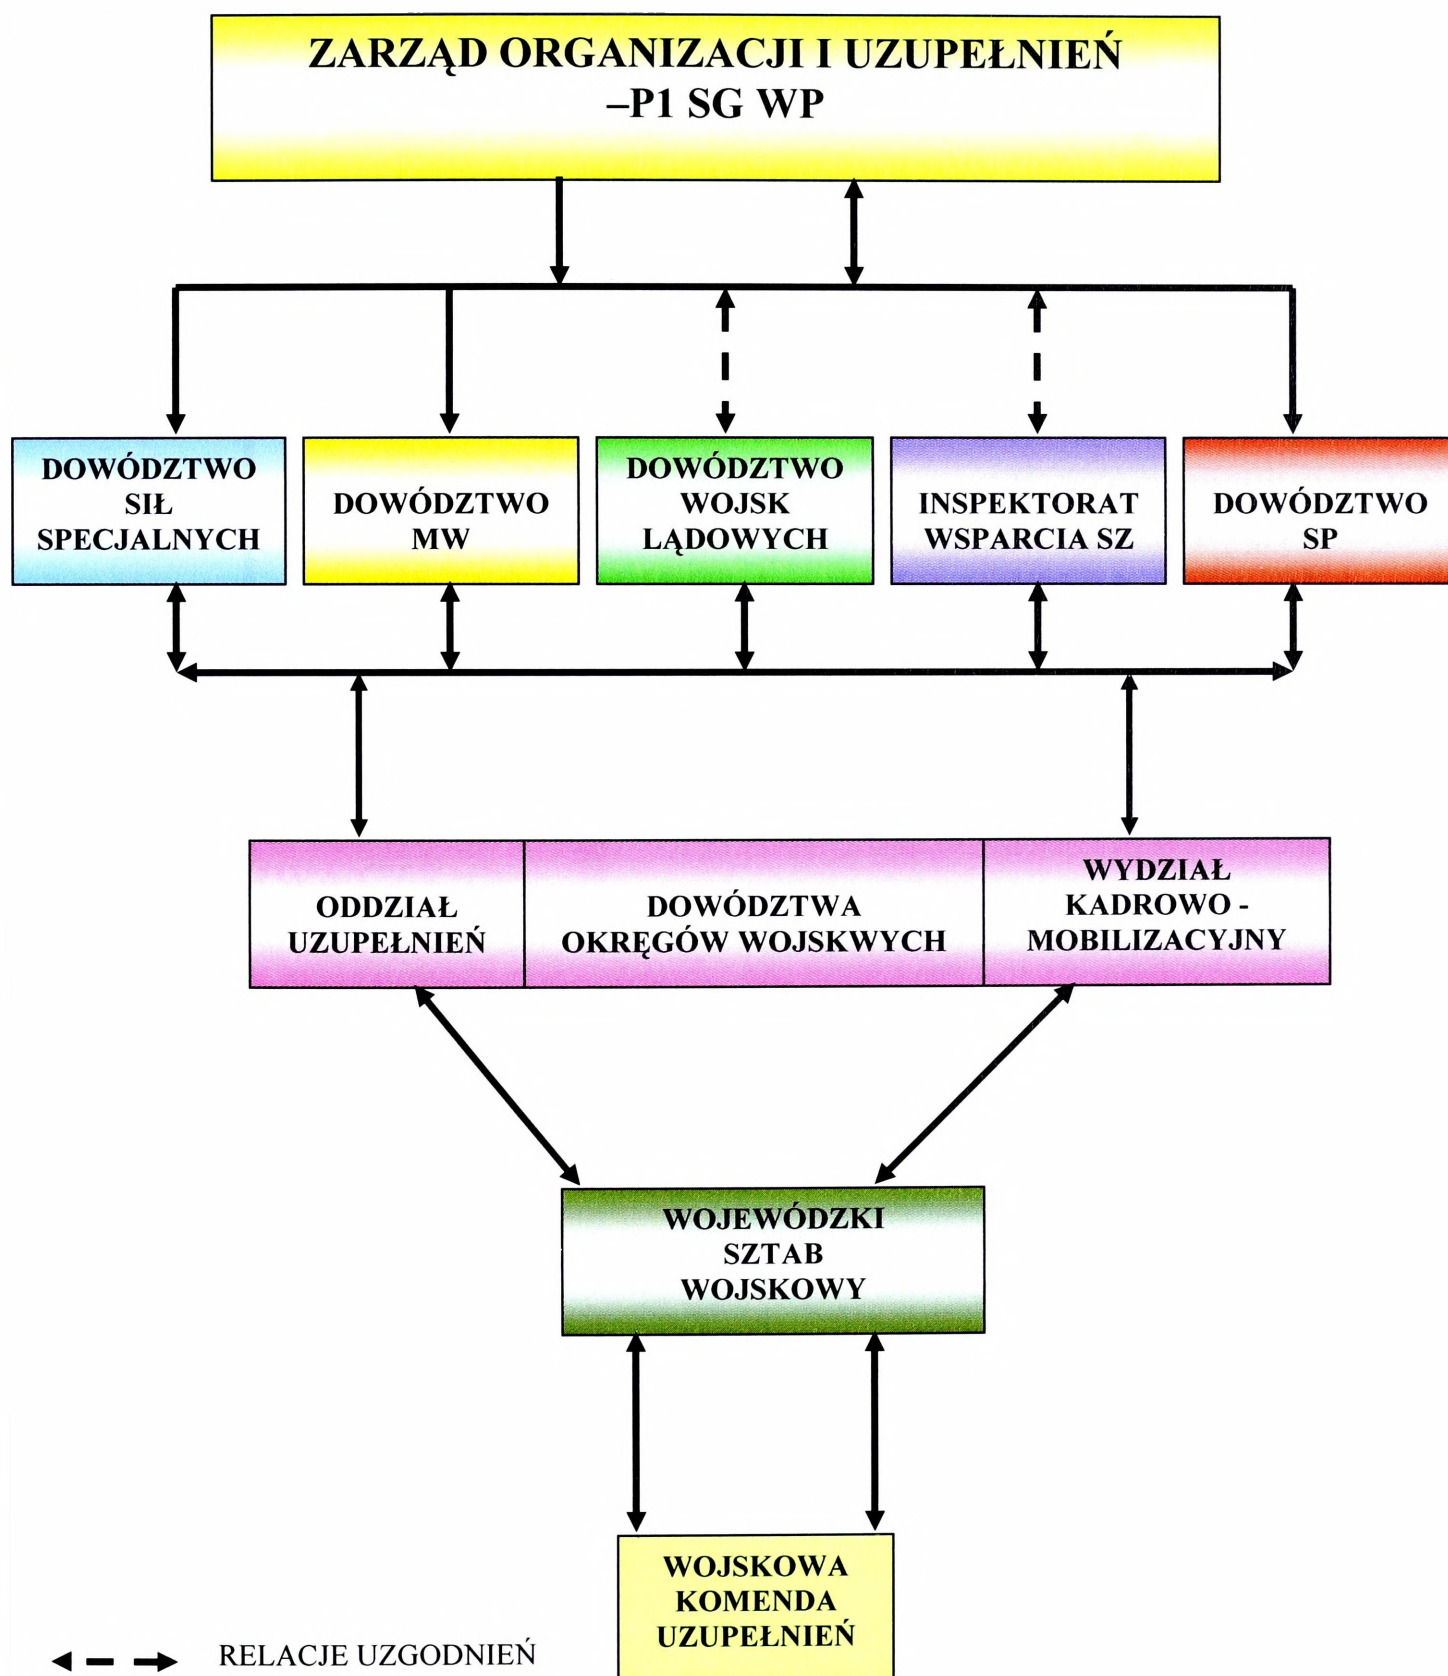 ZARZĄD ORGANIZACJI I UZUPEŁNIEŃ
–P1 SG WP
DOWÓDZTWO
SIŁ
SPECJALNYCH
DOWÓDZTWO
MW
DOWÓDZTWO
WOJSK
LĄDOWYCH
INSPEKTORAT
WSPARCIA SZ
DOWÓDZTWO
SP
ODDZIAŁ
UZUPEŁNIEŃ
DOWÓDZTWA
OKRĘGÓW WOJSKWYCH
WYDZIAŁ
KADROWO -
MOBILIZACYJNY
WOJEWÓDZKI
SZTAB
WOJSKOWY
WOJSKOWA
KOMENDA
UZUPEŁNIEŃ
RELACJE UZGODNIEŃ